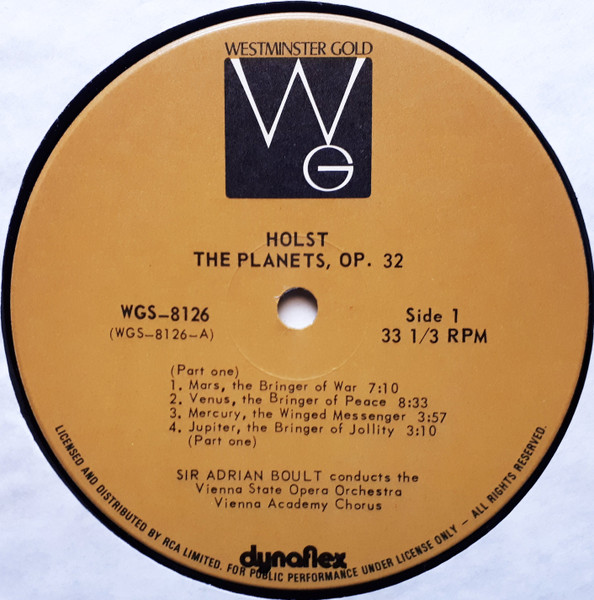 WESTMINSTER GOLD
WG
HOLST
THE PLANETS, OP. 32
WGS-8126
(WGS-8126-A)
Side 1
33 1/3 RPM
(Part one)
1. Mars, the Bringer of War 7:10
2. Venus, the Bringer of Peace 8:33
3. Mercury, the Winged Messenger 3:57
4. Jupiter, the Bringer of Jollity 3:10
(Part one)
SIR ADRIAN BOULT conducts the
Vienna State Opera Orchestra
Vienna Academy Chorus
dynaflex
LICENSED AND DISTRIBUTED BY RCA LIMITED. FOR PUBLIC PERFORMANCE UNDER LICENSE ONLY - ALL RIGHTS RESERVED.